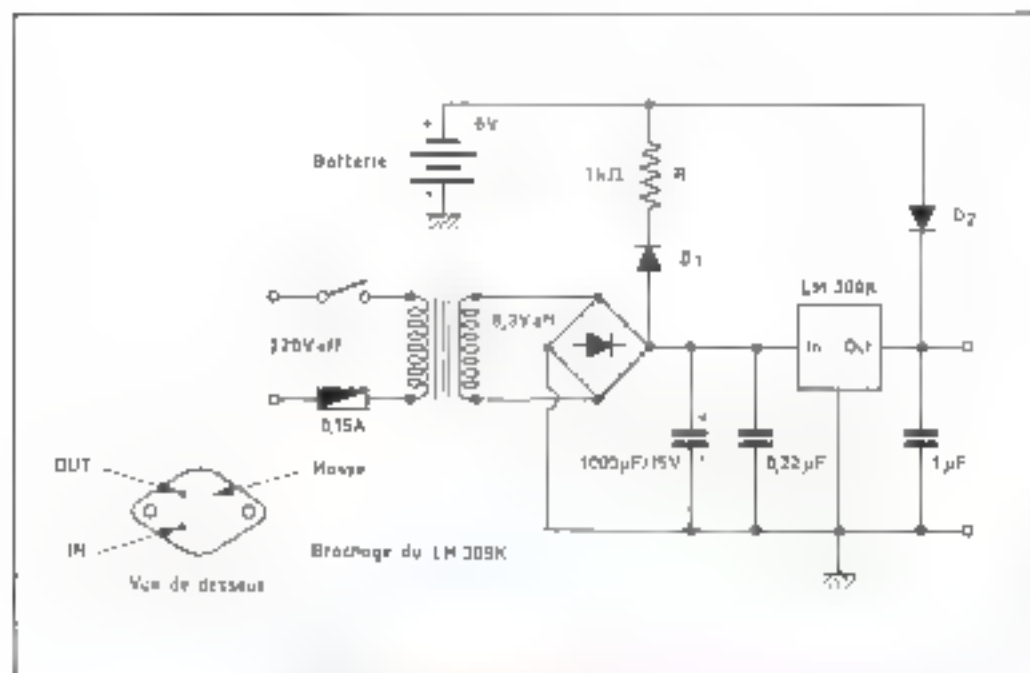 6V
Batterie
1kΩ R
D1
D2
LM 309K
In Out
220V eff
6,3V eff
0,15A
1000µF/15V
0,22µF
1µF
OUT
Masse
IN
Brochage du LM 309K
Vue de dessous